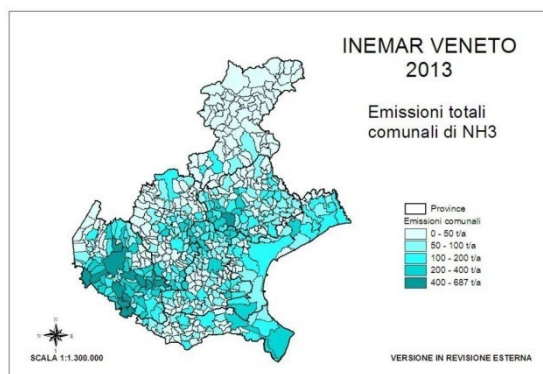 INEMAR VENETO
2013
Emissioni totali
comunali di NH3
Province
Emissioni comunali
0 - 50 t/a
50 - 100 t/a
100 - 200 t/a
200 - 400 t/a
400 - 687 t/a
N
W
E
S
SCALA 1:1.300.000
VERSIONE IN REVISIONE ESTERNA